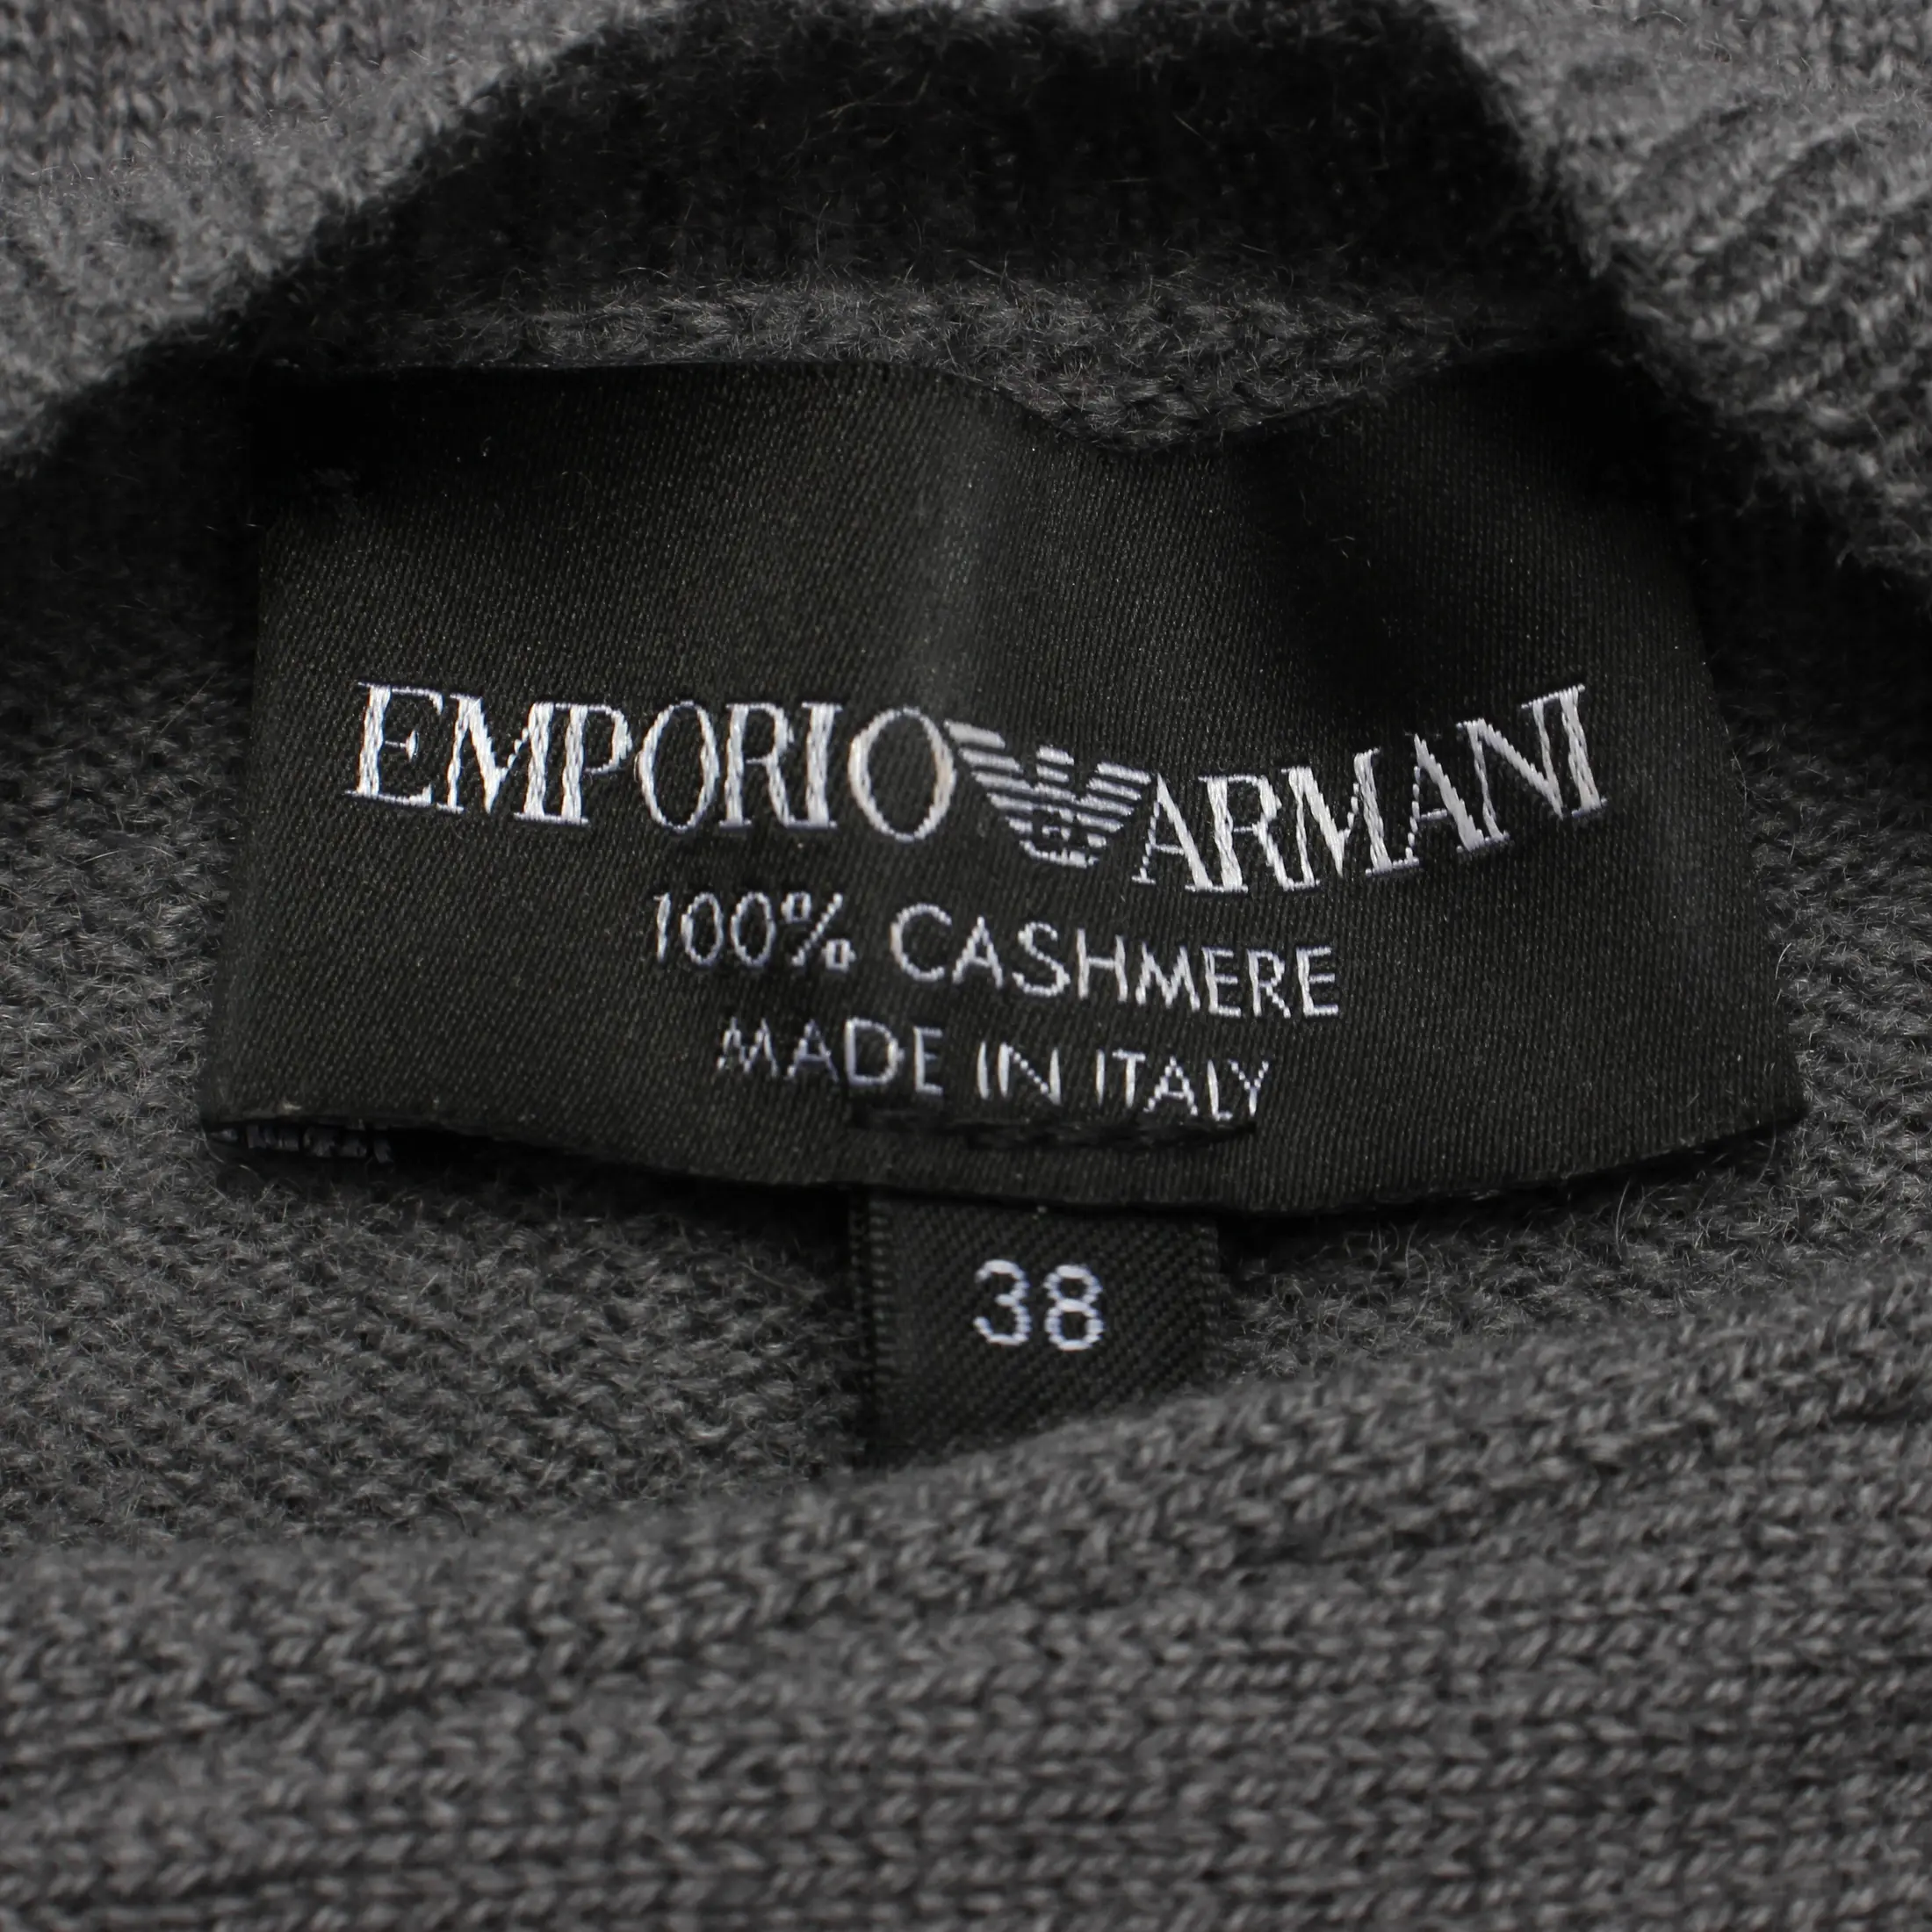 EMPORIO ARMANI
100% CASHMERE
MADE IN ITALY
38